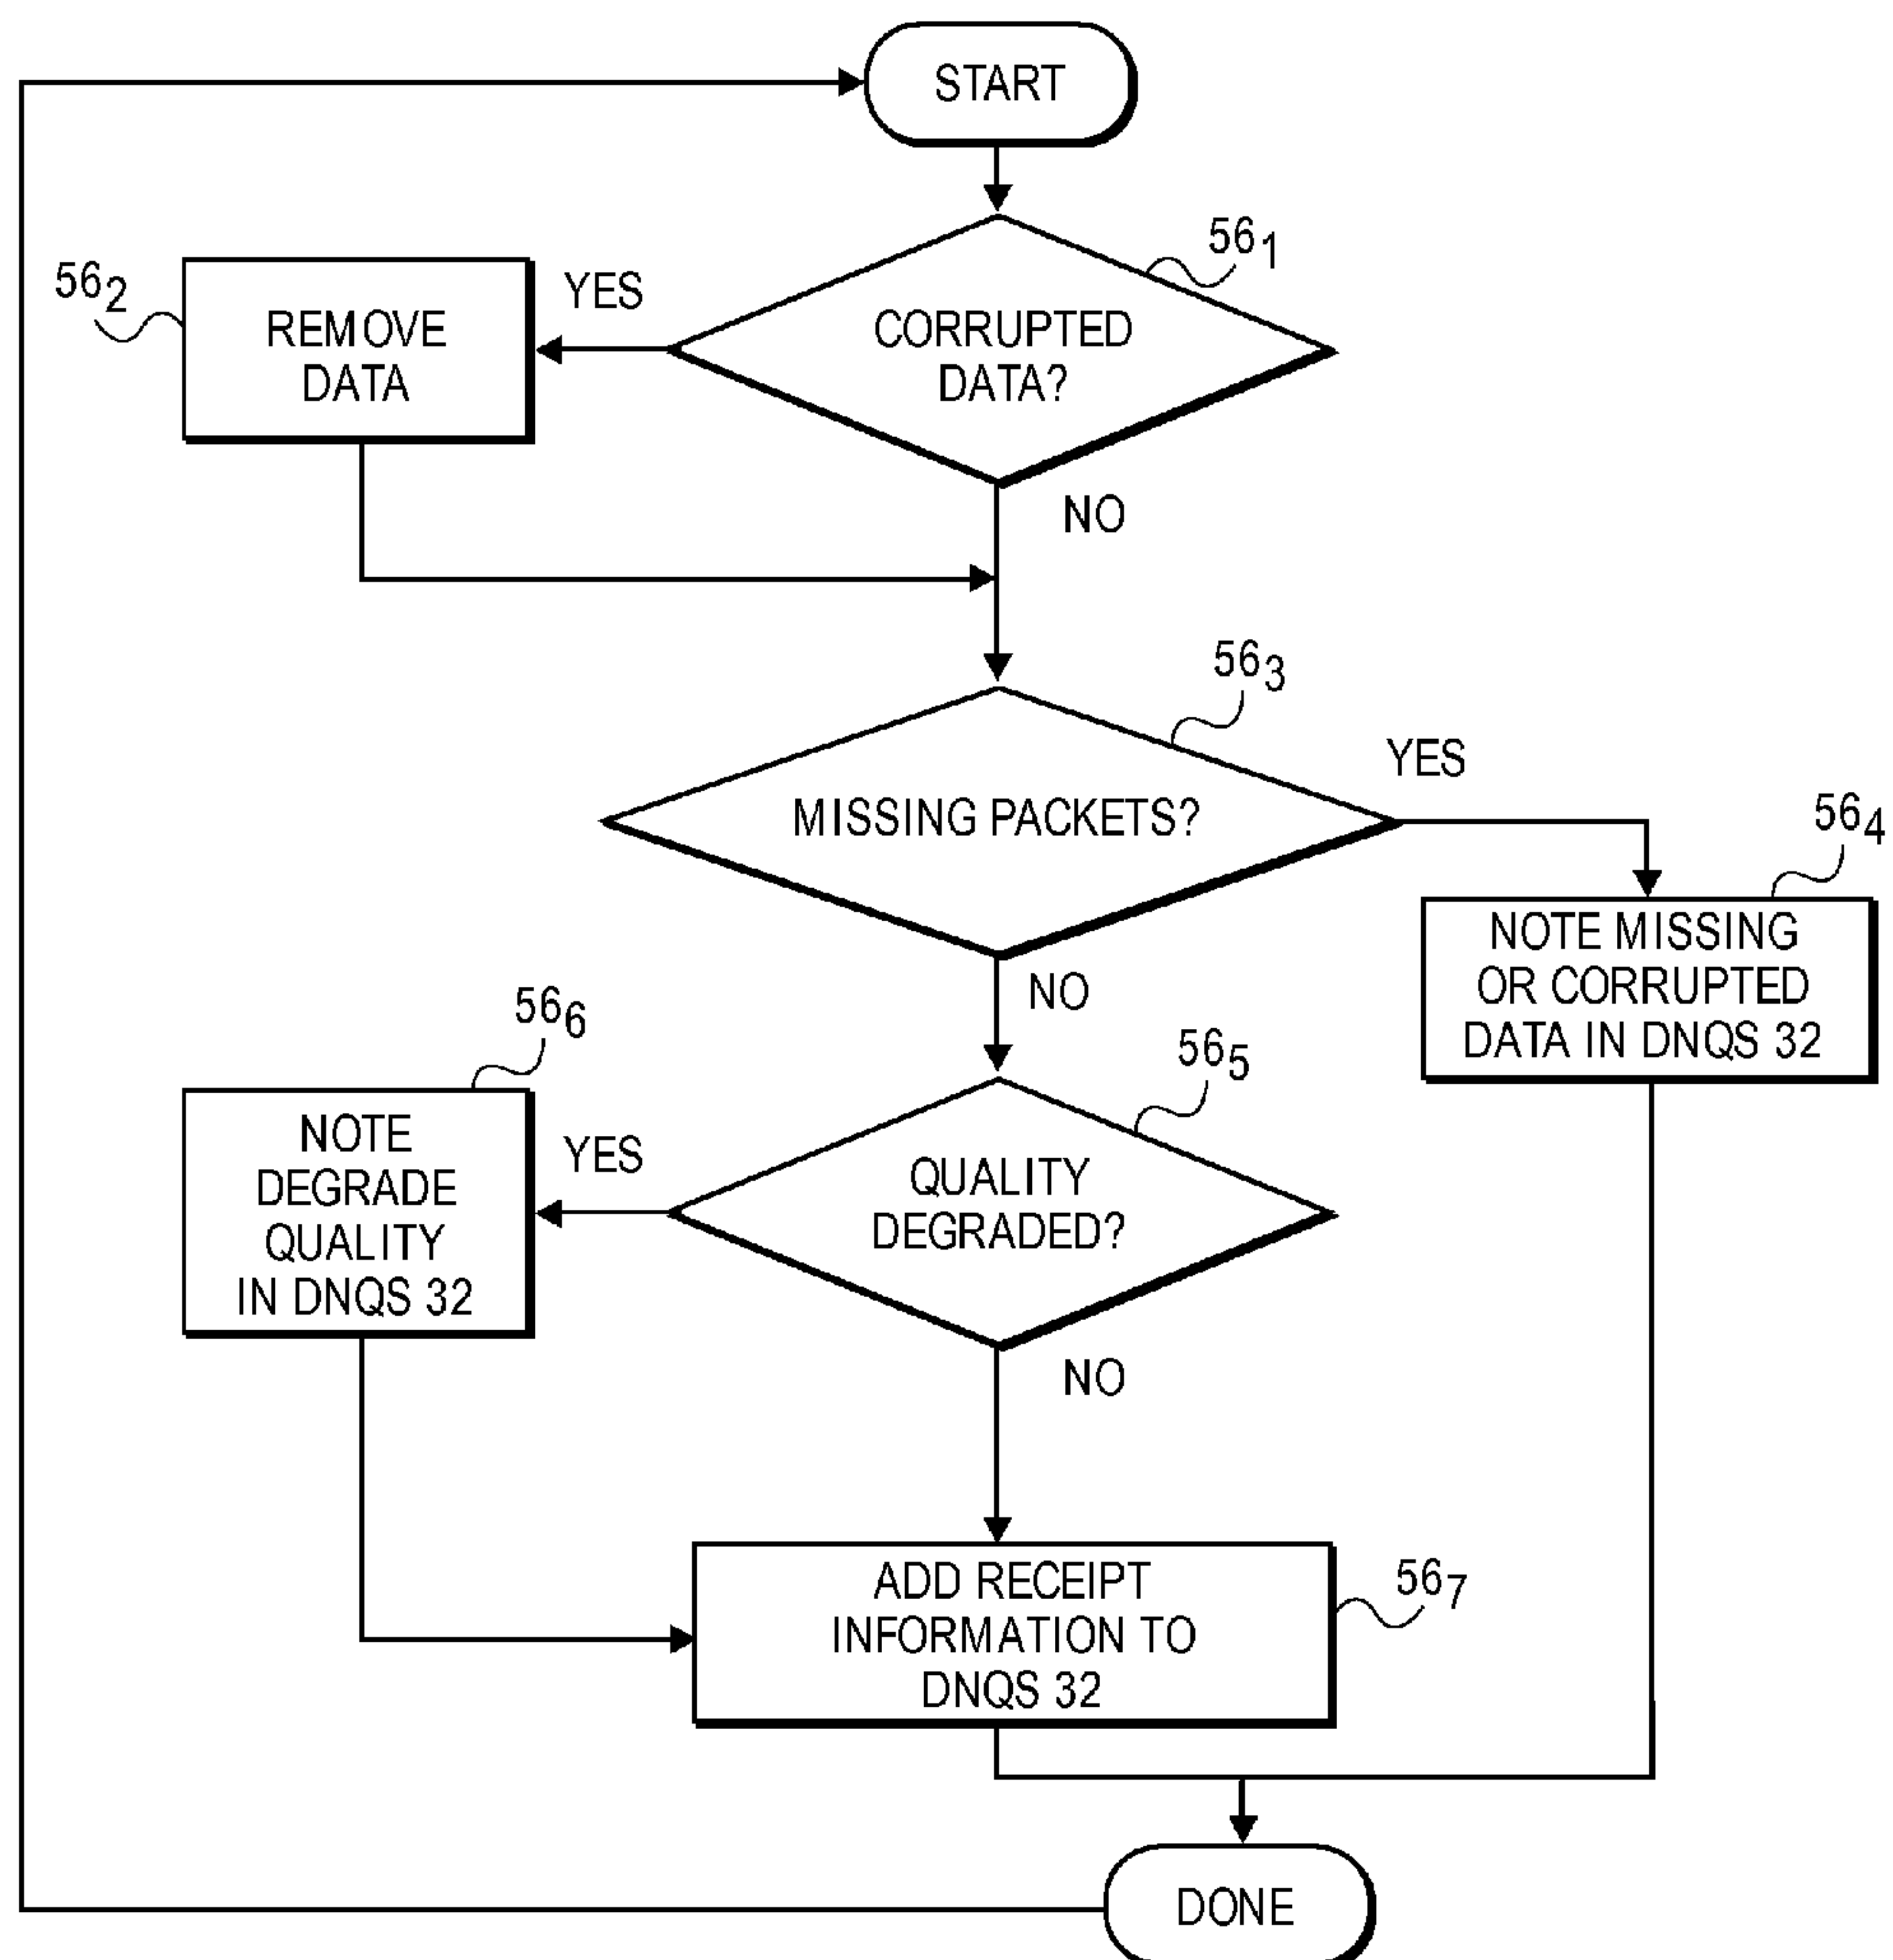 START
56₁
CORRUPTED
DATA?
YES
56₂
REMOVE
DATA
NO
56₃
MISSING PACKETS?
YES
56₄
NOTE MISSING
OR CORRUPTED
DATA IN DNQS 32
NO
56₅
QUALITY
DEGRADED?
YES
56₆
NOTE
DEGRADE
QUALITY
IN DNQS 32
NO
ADD RECEIPT
INFORMATION TO
DNQS 32
56₇
DONE